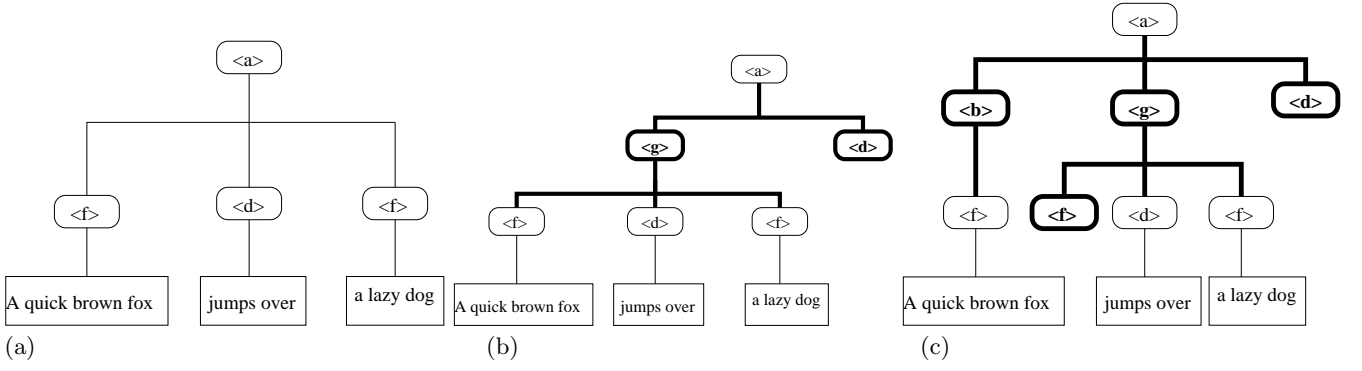 <a>
<f>
<d>
<f>
A quick brown fox
jumps over
a lazy dog
(a)
<a>
<g>
<d>
<f>
<d>
<f>
A quick brown fox
jumps over
a lazy dog
(b)
<a>
<b>
<g>
<d>
<f>
<f>
<d>
<f>
A quick brown fox
jumps over
a lazy dog
(c)